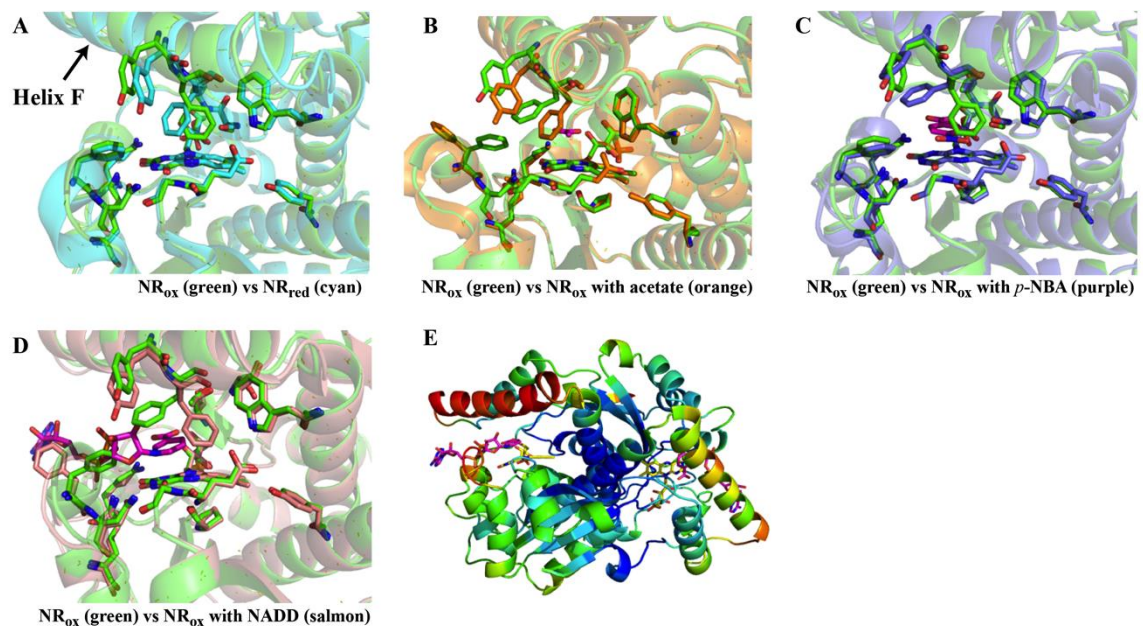 A
Helix F
NRox (green) vs NRred (cyan)
B
NRox (green) vs NRox with acetate (orange)
C
NRox (green) vs NRox with p-NBA (purple)
D
NRox (green) vs NRox with NADD (salmon)
E